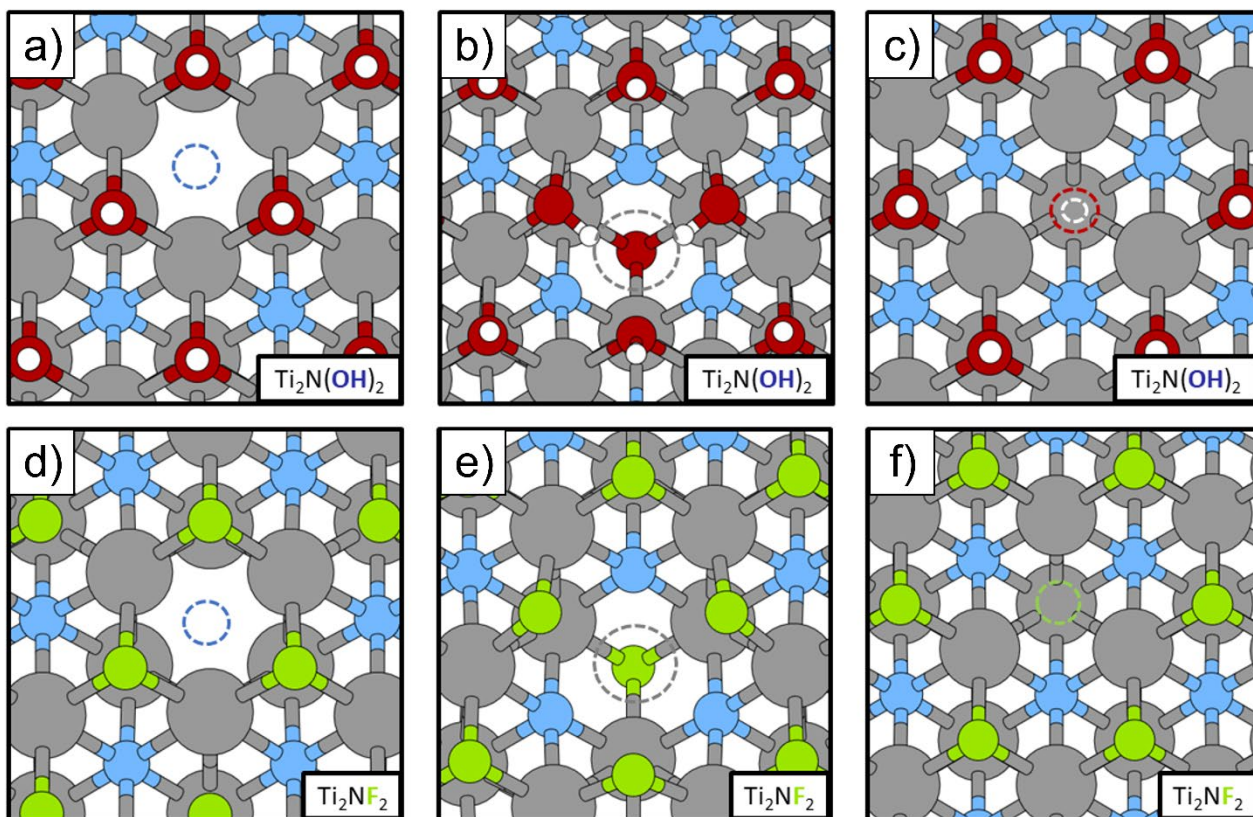 a)
b)
c)
Ti₂N(OH)₂
Ti₂N(OH)₂
Ti₂N(OH)₂
d)
e)
f)
Ti₂NF₂
Ti₂NF₂
Ti₂NF₂